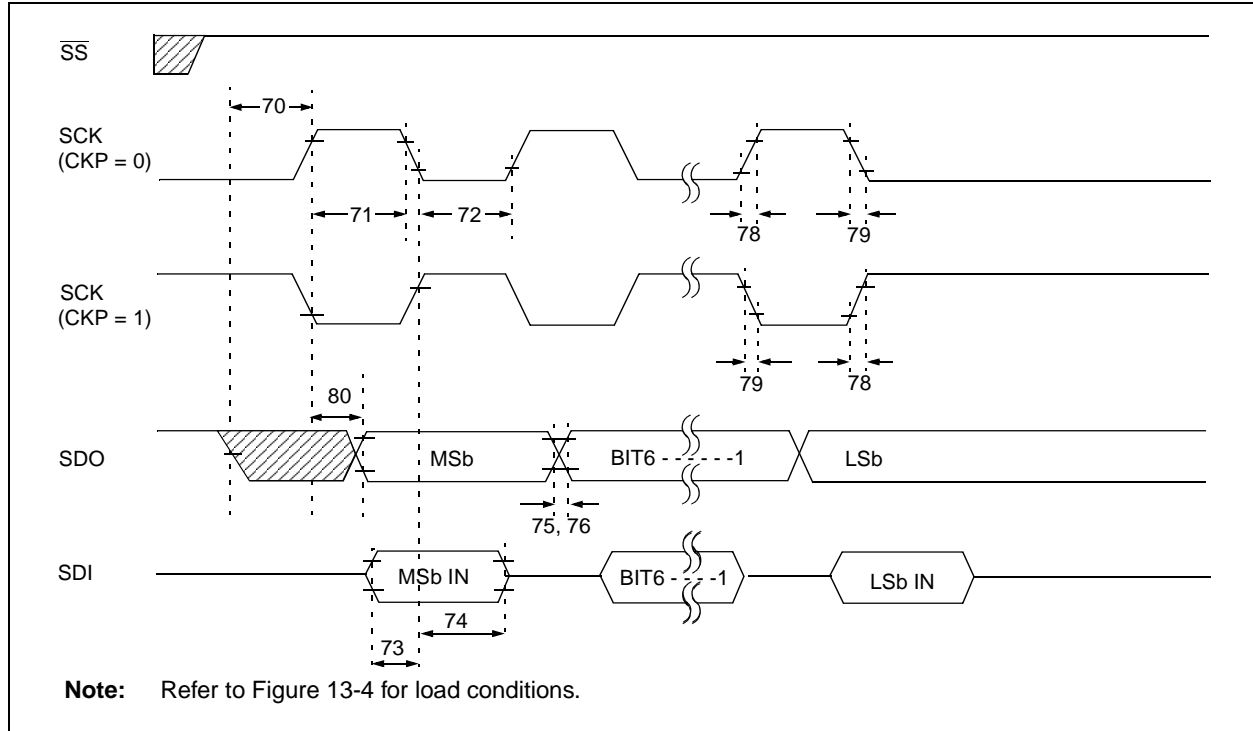 SS
70
SCK
(CKP = 0)
71
72
78
79
SCK
(CKP = 1)
79
78
80
SDO
MSb
BIT6 - - - - - -1
LSb
75, 76
SDI
MSb IN
BIT6 - - - - -1
LSb IN
74
73
Note: Refer to Figure 13-4 for load conditions.